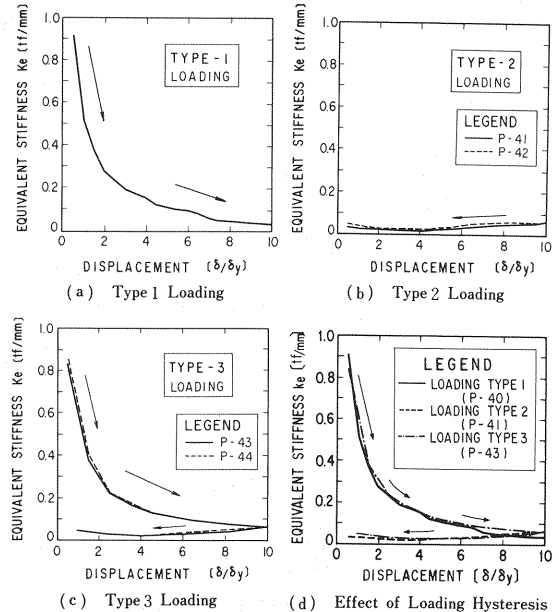 EQUIVALENT STIFFNESS Ke (tf/mm)
1.0
0.8
0.6
0.4
0.2
0
0 2 4 6 8 10
TYPE-1
LOADING
DISPLACEMENT (δ/δy)
(a) Type 1 Loading
EQUIVALENT STIFFNESS Ke (tf/mm)
1.0
0.8
0.6
0.4
0.2
0
0 2 4 6 8 10
TYPE-2
LOADING
LEGEND
P-41
P-42
DISPLACEMENT (δ/δy)
(b) Type 2 Loading
EQUIVALENT STIFFNESS Ke (tf/mm)
1.0
0.8
0.6
0.4
0.2
0
0 2 4 6 8 10
TYPE-3
LOADING
LEGEND
P-43
P-44
DISPLACEMENT (δ/δy)
(c) Type 3 Loading
EQUIVALENT STIFFNESS Ke (tf/mm)
1.0
0.8
0.6
0.4
0.2
0
0 2 4 6 8 10
LEGEND
LOADING TYPE 1
(P-40)
LOADING TYPE 2
(P-41)
LOADING TYPE 3
(P-43)
DISPLACEMENT (δ/δy)
(d) Effect of Loading Hysteresis